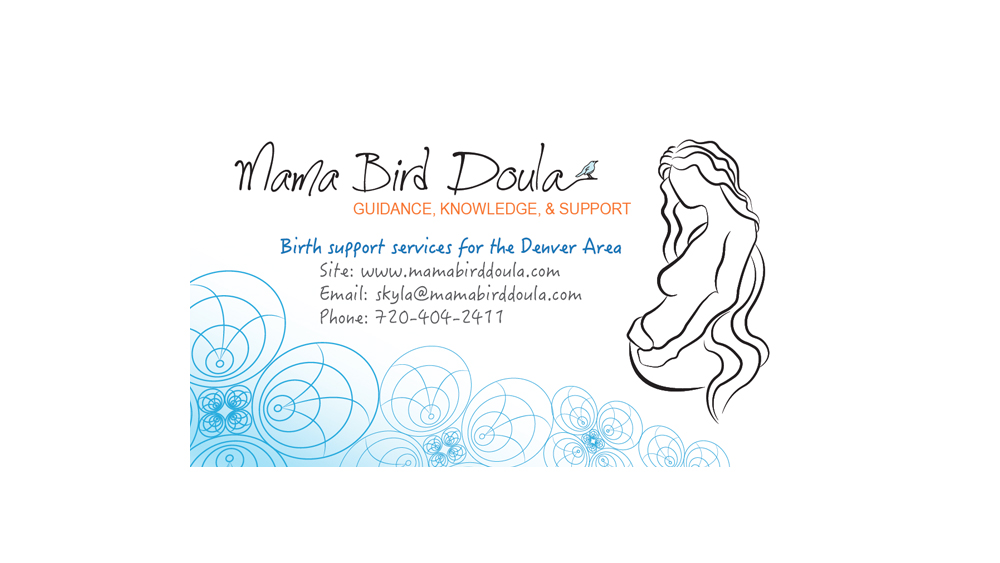 Mama Bird Doula
GUIDANCE, KNOWLEDGE, & SUPPORT
Birth support services for the Denver Area
Site: www.mamabirddoula.com
Email: skyla@mamabirddoula.com
Phone: 720-404-2411